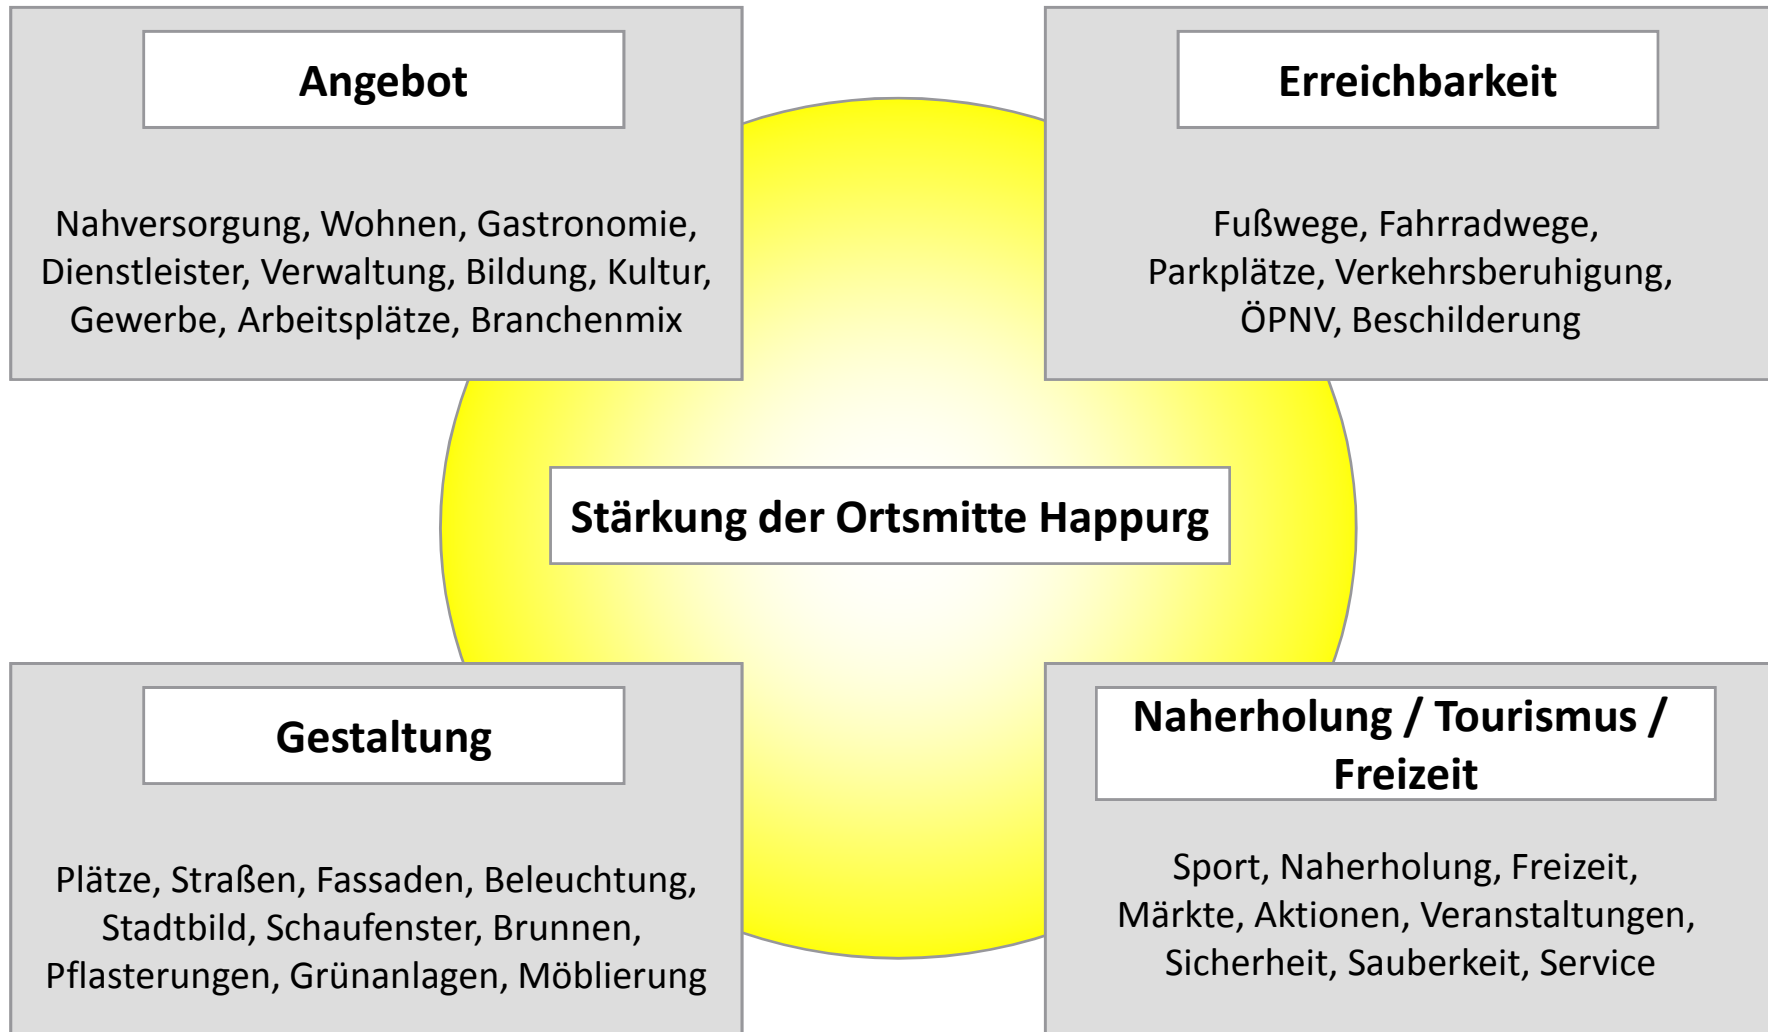 Angebot
Nahversorgung, Wohnen, Gastronomie,
Dienstleister, Verwaltung, Bildung, Kultur,
Gewerbe, Arbeitsplätze, Branchenmix
Erreichbarkeit
Fußwege, Fahrradwege,
Parkplätze, Verkehrsberuhigung,
ÖPNV, Beschilderung
Stärkung der Ortsmitte Happurg
Gestaltung
Plätze, Straßen, Fassaden, Beleuchtung,
Stadtbild, Schaufenster, Brunnen,
Pflasterungen, Grünanlagen, Möblierung
Naherholung / Tourismus /
Freizeit
Sport, Naherholung, Freizeit,
Märkte, Aktionen, Veranstaltungen,
Sicherheit, Sauberkeit, Service